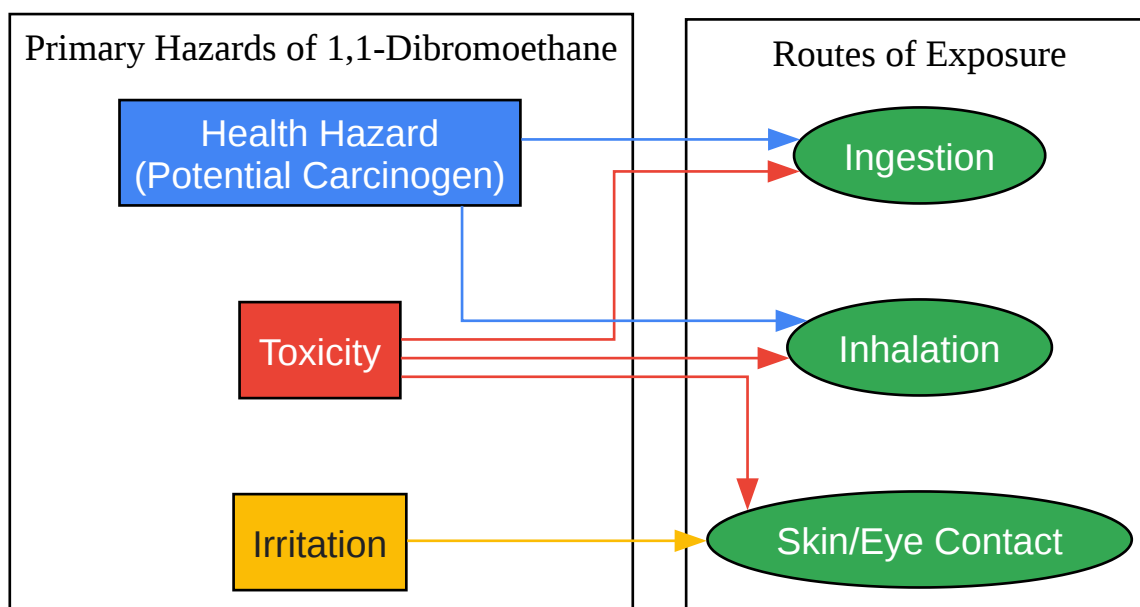 Primary Hazards of 1,1-Dibromoethane
Health Hazard
(Potential Carcinogen)
Toxicity
Irritation
Routes of Exposure
Ingestion
Inhalation
Skin/Eye Contact